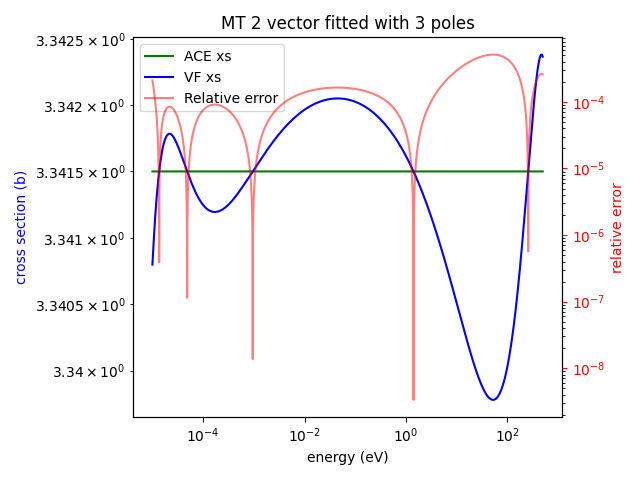 MT 2 vector fitted with 3 poles
ACE xs
VF xs
Relative error
3.3425 × 10⁰
3.342 × 10⁰
3.3415 × 10⁰
3.341 × 10⁰
3.3405 × 10⁰
3.34 × 10⁰
cross section (b)
10⁻⁴
10⁻⁵
10⁻⁶
10⁻⁷
10⁻⁸
relative error
10⁻⁴
10⁻²
10⁰
10²
energy (eV)